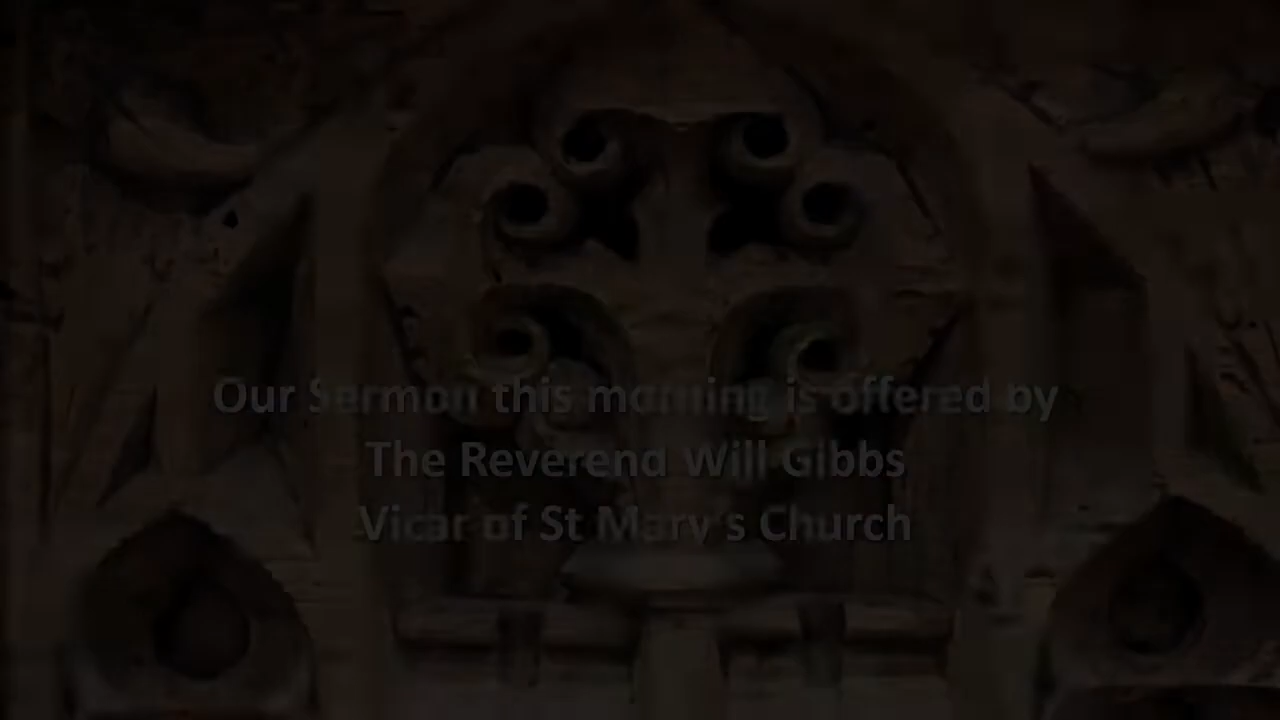 Our Sermon this morning is offered by
The Reverend Will Gibbs
Vicar of St Mary's Church